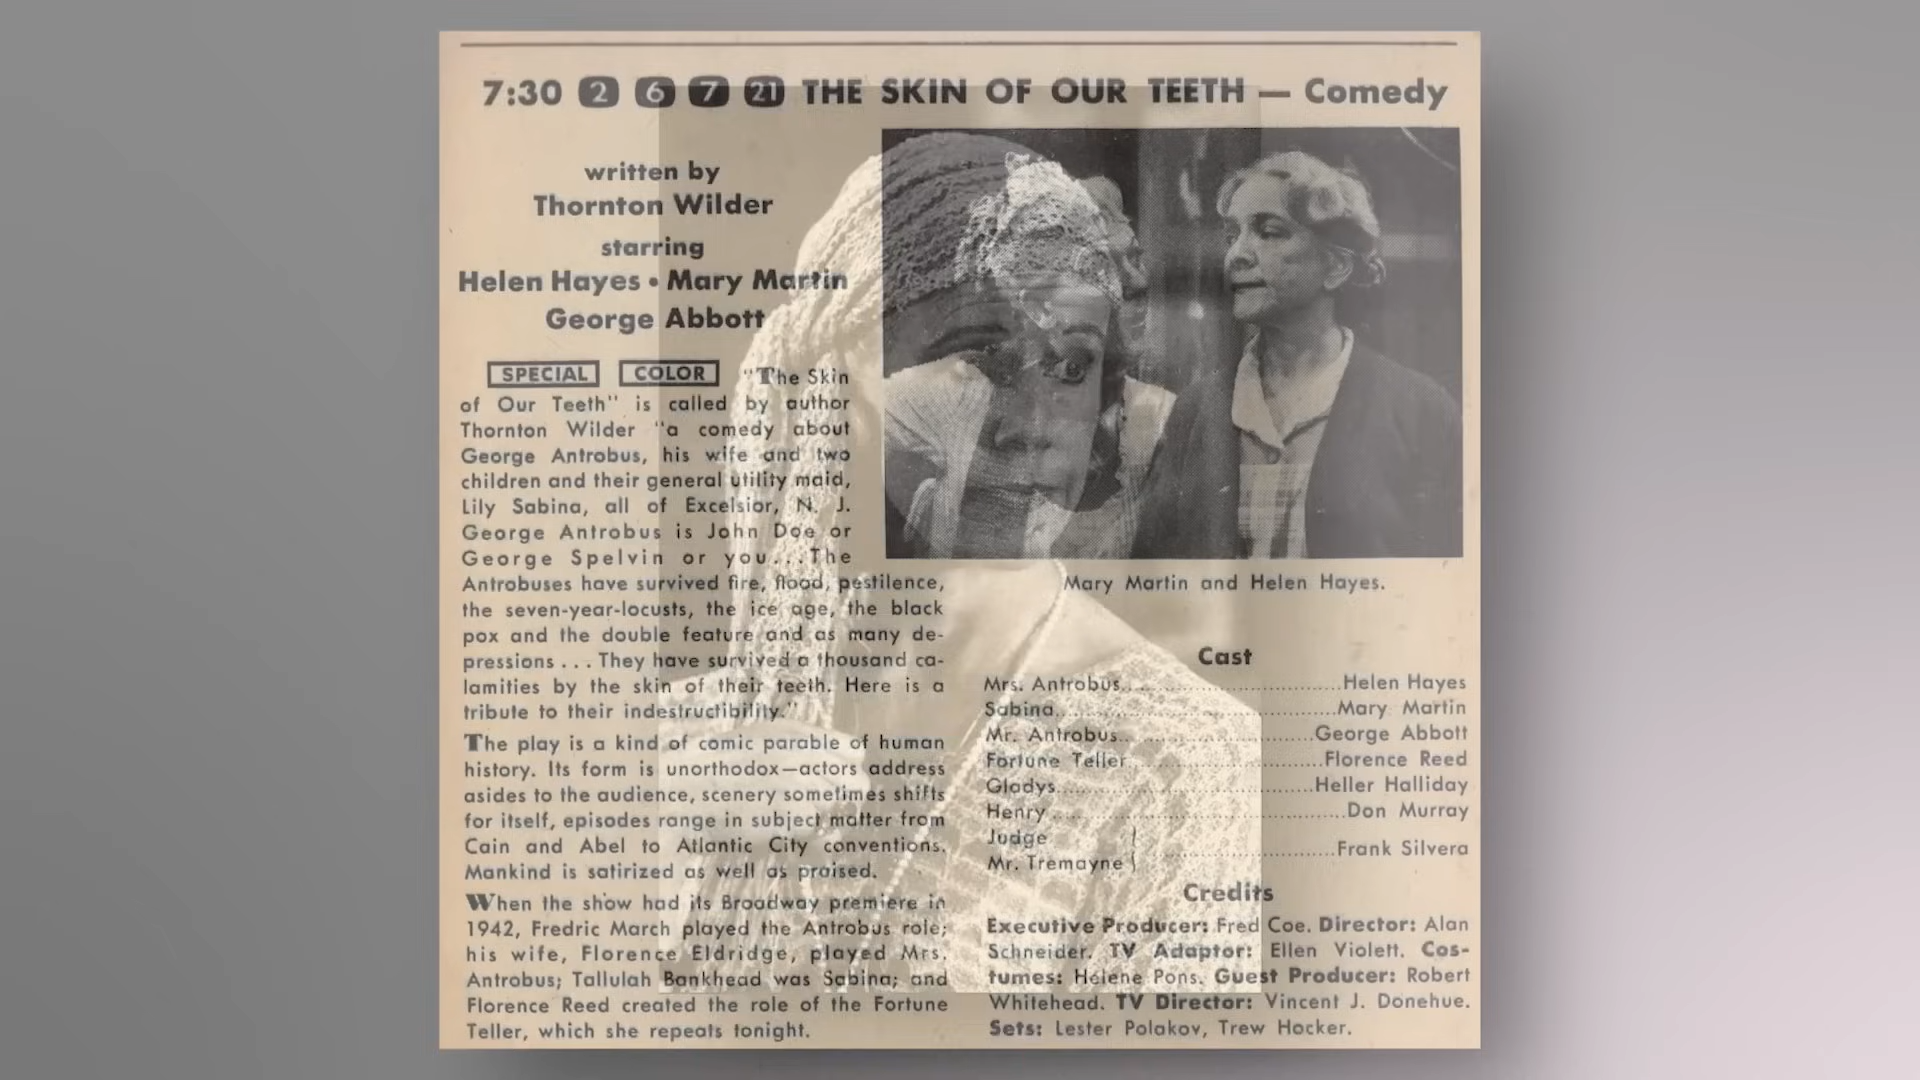 7:30 2 6 7 21 THE SKIN OF OUR TEETH — Comedy
written by
Thornton Wilder
starring
Helen Hayes • Mary Martin
George Abbott
SPECIAL COLOR "The Skin
of Our Teeth" is called by author
Thornton Wilder "a comedy about
George Antrobus, his wife and two
children and their general utility maid,
Lily Sabina, all of Excelsior, N. J.
George Antrobus is John Doe or
George Spelvin or you...The
Antrobuses have survived fire, flood, pestilence,
the seven-year-locusts, the ice age, the black
pox and the double feature and as many de-
pressions . . . They have survived a thousand ca-
lamities by the skin of their teeth. Here is a
tribute to their indestructibility."
The play is a kind of comic parable of human
history. Its form is unorthodox—actors address
asides to the audience, scenery sometimes shifts
for itself, episodes range in subject matter from
Cain and Abel to Atlantic City conventions.
Mankind is satirized as well as praised.
When the show had its Broadway premiere in
1942, Fredric March played the Antrobus role;
his wife, Florence Eldridge, played Mrs.
Antrobus; Tallulah Bankhead was Sabina; and
Florence Reed created the role of the Fortune
Teller, which she repeats tonight.
Mary Martin and Helen Hayes.
Cast
Mrs. Antrobus....Helen Hayes
Sabina....Mary Martin
Mr. Antrobus....George Abbott
Fortune Teller....Florence Reed
Gladys....Heller Halliday
Henry....Don Murray
Judge
Mr. Tremayne....Frank Silvera
Credits
Executive Producer: Fred Coe. Director: Alan
Schneider. TV Adaptor: Ellen Violett. Cos-
tumes: Helene Pons. Guest Producer: Robert
Whitehead. TV Director: Vincent J. Donehue.
Sets: Lester Polakov, Trew Hocker.